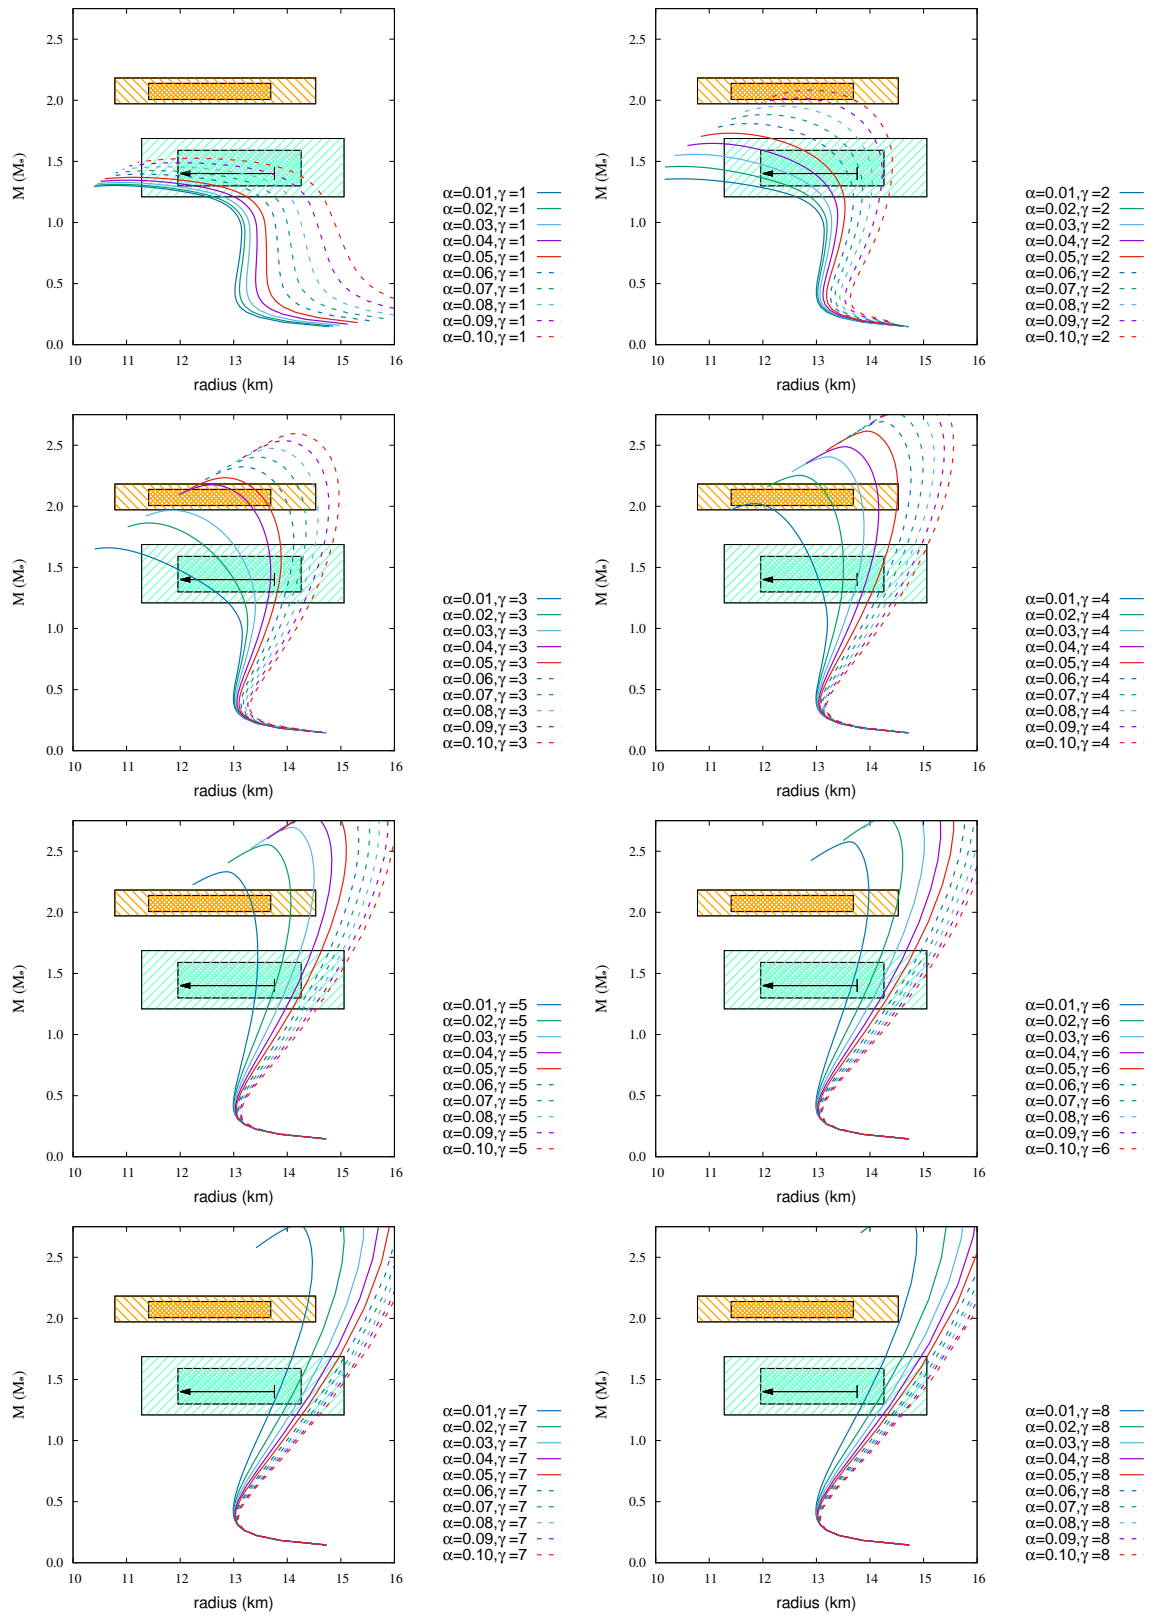 2.5
2.0
1.5
1.0
0.5
0.0
M (M⊙)
10 11 12 13 14 15 16
radius (km)
α=0.01,γ=1
α=0.02,γ=1
α=0.03,γ=1
α=0.04,γ=1
α=0.05,γ=1
α=0.06,γ=1
α=0.07,γ=1
α=0.08,γ=1
α=0.09,γ=1
α=0.10,γ=1
2.5
2.0
1.5
1.0
0.5
0.0
M (M⊙)
10 11 12 13 14 15 16
radius (km)
α=0.01,γ=2
α=0.02,γ=2
α=0.03,γ=2
α=0.04,γ=2
α=0.05,γ=2
α=0.06,γ=2
α=0.07,γ=2
α=0.08,γ=2
α=0.09,γ=2
α=0.10,γ=2
2.5
2.0
1.5
1.0
0.5
0.0
M (M⊙)
10 11 12 13 14 15 16
radius (km)
α=0.01,γ=3
α=0.02,γ=3
α=0.03,γ=3
α=0.04,γ=3
α=0.05,γ=3
α=0.06,γ=3
α=0.07,γ=3
α=0.08,γ=3
α=0.09,γ=3
α=0.10,γ=3
2.5
2.0
1.5
1.0
0.5
0.0
M (M⊙)
10 11 12 13 14 15 16
radius (km)
α=0.01,γ=4
α=0.02,γ=4
α=0.03,γ=4
α=0.04,γ=4
α=0.05,γ=4
α=0.06,γ=4
α=0.07,γ=4
α=0.08,γ=4
α=0.09,γ=4
α=0.10,γ=4
2.5
2.0
1.5
1.0
0.5
0.0
M (M⊙)
10 11 12 13 14 15 16
radius (km)
α=0.01,γ=5
α=0.02,γ=5
α=0.03,γ=5
α=0.04,γ=5
α=0.05,γ=5
α=0.06,γ=5
α=0.07,γ=5
α=0.08,γ=5
α=0.09,γ=5
α=0.10,γ=5
2.5
2.0
1.5
1.0
0.5
0.0
M (M⊙)
10 11 12 13 14 15 16
radius (km)
α=0.01,γ=6
α=0.02,γ=6
α=0.03,γ=6
α=0.04,γ=6
α=0.05,γ=6
α=0.06,γ=6
α=0.07,γ=6
α=0.08,γ=6
α=0.09,γ=6
α=0.10,γ=6
2.5
2.0
1.5
1.0
0.5
0.0
M (M⊙)
10 11 12 13 14 15 16
radius (km)
α=0.01,γ=7
α=0.02,γ=7
α=0.03,γ=7
α=0.04,γ=7
α=0.05,γ=7
α=0.06,γ=7
α=0.07,γ=7
α=0.08,γ=7
α=0.09,γ=7
α=0.10,γ=7
2.5
2.0
1.5
1.0
0.5
0.0
M (M⊙)
10 11 12 13 14 15 16
radius (km)
α=0.01,γ=8
α=0.02,γ=8
α=0.03,γ=8
α=0.04,γ=8
α=0.05,γ=8
α=0.06,γ=8
α=0.07,γ=8
α=0.08,γ=8
α=0.09,γ=8
α=0.10,γ=8